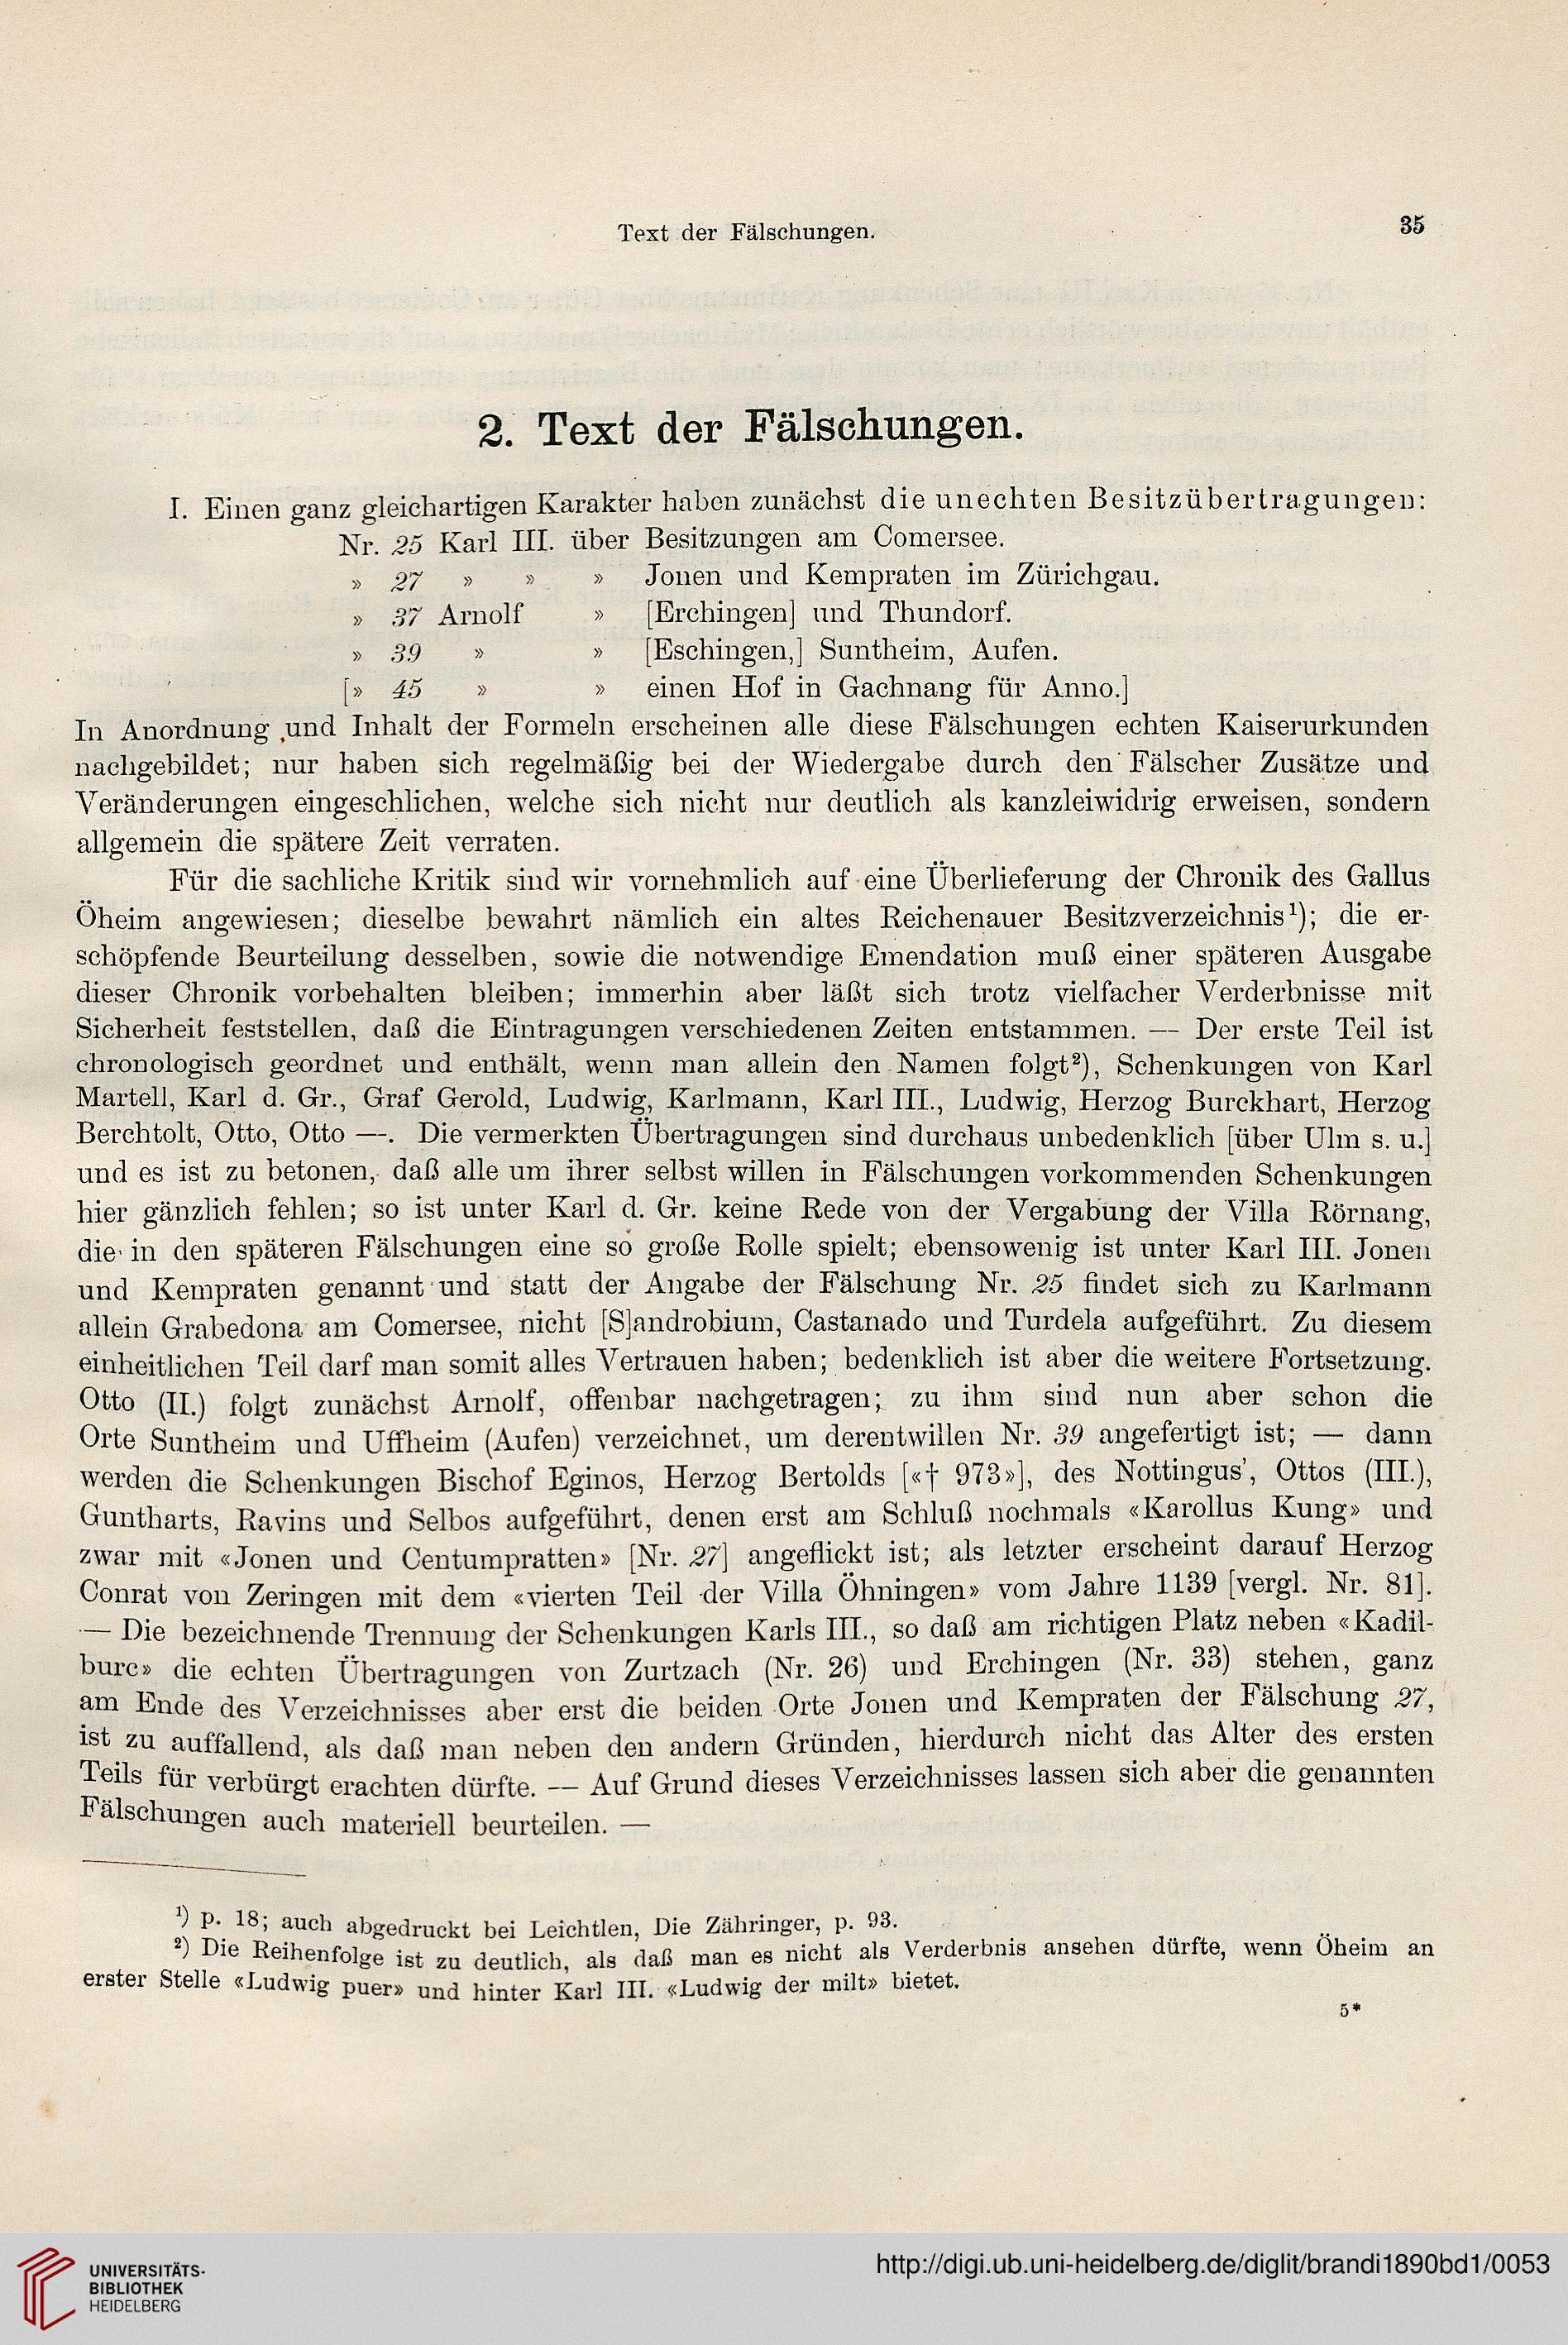 Text der Fälschungen.
35
2. Text der Fälschungen.
I. Einen ganz gleichartigen Karakter haben zunächst die unechten Besitzübertragungen:
Nr. 25 Karl III. über Besitzungen am Comersee.
» 27 » » » Jonen und Kempraten im Zürichgau.
» 37 Arnolf » [Erchingen] und Thundorf.
» 39 » » [Eschingen,] Suntheim, Aufen.
[» 45 » » einen Hof in Gachnang für Anno.]
In Anordnung und Inhalt der Formeln erscheinen alle diese Fälschungen echten Kaiserurkunden
nachgebildet; nur haben sich regelmäßig bei der Wiedergabe durch den Fälscher Zusätze und
Veränderungen eingeschlichen, welche sich nicht nur deutlich als kanzleiwidrig erweisen, sondern
allgemein die spätere Zeit verraten.
Für die sachliche Kritik sind wir vornehmlich auf eine Überlieferung der Chronik des Gallus
Öheim angewiesen; dieselbe bewahrt nämlich ein altes Reichenauer Besitzverzeichnis¹); die er-
schöpfende Beurteilung desselben, sowie die notwendige Emendation muß einer späteren Ausgabe
dieser Chronik vorbehalten bleiben; immerhin aber läßt sich trotz vielfacher Verderbnisse mit
Sicherheit feststellen, daß die Eintragungen verschiedenen Zeiten entstammen. — Der erste Teil ist
chronologisch geordnet und enthält, wenn man allein den Namen folgt²), Schenkungen von Karl
Martell, Karl d. Gr., Graf Gerold, Ludwig, Karlmann, Karl III., Ludwig, Herzog Burckhart, Herzog
Berchtolt, Otto, Otto —. Die vermerkten Übertragungen sind durchaus unbedenklich [über Ulm s. u.]
und es ist zu betonen, daß alle um ihrer selbst willen in Fälschungen vorkommenden Schenkungen
hier gänzlich fehlen; so ist unter Karl d. Gr. keine Rede von der Vergabung der Villa Rörnang,
die in den späteren Fälschungen eine so große Rolle spielt; ebensowenig ist unter Karl III. Jonen
und Kempraten genannt und statt der Angabe der Fälschung Nr. 25 findet sich zu Karlmann
allein Grabedona am Comersee, nicht [S]androbium, Castanado und Turdela aufgeführt. Zu diesem
einheitlichen Teil darf man somit alles Vertrauen haben; bedenklich ist aber die weitere Fortsetzung.
Otto (II.) folgt zunächst Arnolf, offenbar nachgetragen; zu ihm sind nun aber schon die
Orte Suntheim und Uffheim (Aufen) verzeichnet, um derentwillen Nr. 39 angefertigt ist; — dann
werden die Schenkungen Bischof Eginos, Herzog Bertolds [«† 973»], des Nottingus', Ottos (III.),
Guntharts, Ravins und Selbos aufgeführt, denen erst am Schluß nochmals «Karollus Kung» und
zwar mit «Jonen und Centumpratten» [Nr. 27] angeflickt ist; als letzter erscheint darauf Herzog
Conrat von Zeringen mit dem «vierten Teil der Villa Öhningen» vom Jahre 1139 [vergl. Nr. 81].
— Die bezeichnende Trennung der Schenkungen Karls III., so daß am richtigen Platz neben «Kadil-
burc» die echten Übertragungen von Zurtzach (Nr. 26) und Erchingen (Nr. 33) stehen, ganz
am Ende des Verzeichnisses aber erst die beiden Orte Jonen und Kempraten der Fälschung 27,
ist zu auffallend, als daß man neben den andern Gründen, hierdurch nicht das Alter des ersten
Teils für verbürgt erachten dürfte. — Auf Grund dieses Verzeichnisses lassen sich aber die genannten
Fälschungen auch materiell beurteilen. —
¹) p. 18; auch abgedruckt bei Leichtlen, Die Zähringer, p. 93.
²) Die Reihenfolge ist zu deutlich, als daß man es nicht als Verderbnis ansehen dürfte, wenn Öheim an
erster Stelle «Ludwig puer» und hinter Karl III. «Ludwig der milt» bietet.
5*
UNIVERSITÄTS-
BIBLIOTHEK
HEIDELBERG
http://digi.ub.uni-heidelberg.de/diglit/brandi1890bd1/0053